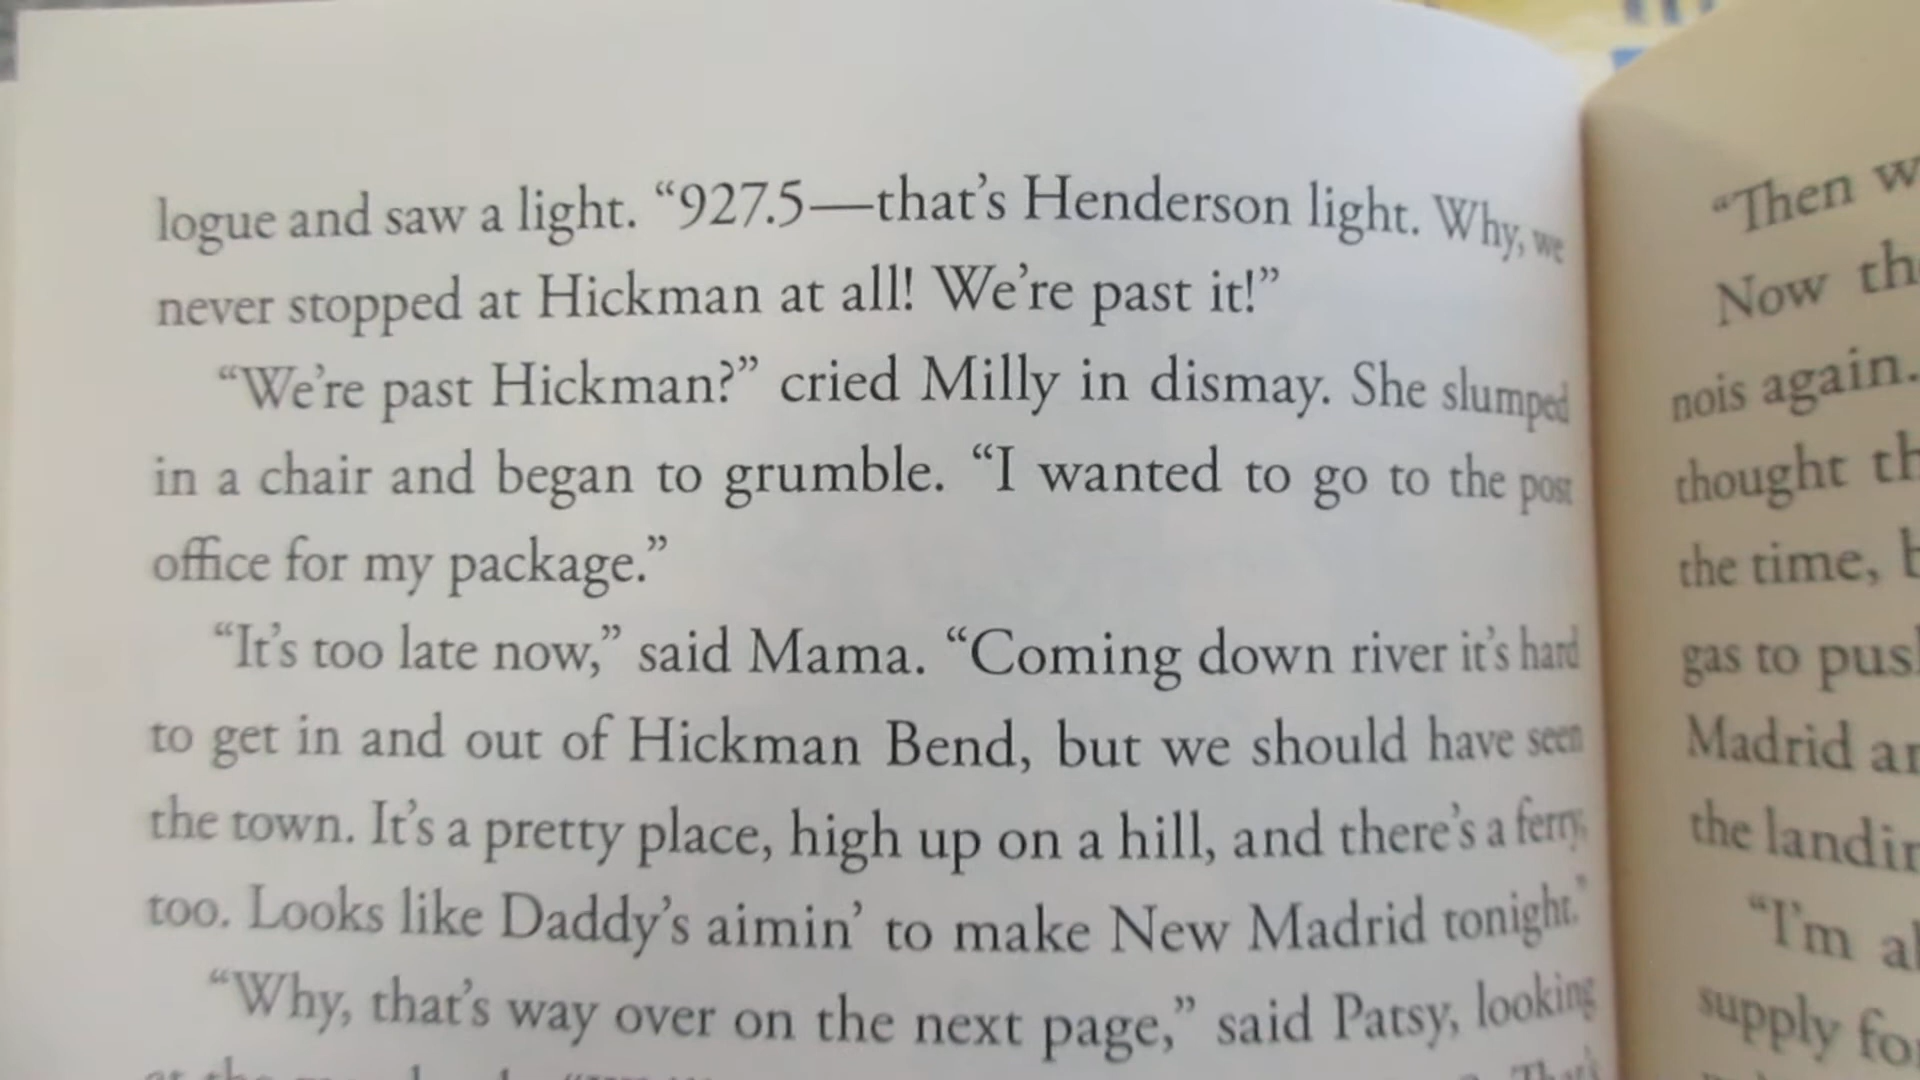 logue and saw a light. “927.5—that’s Henderson light. Why, we
never stopped at Hickman at all! We’re past it!”
“We’re past Hickman?” cried Milly in dismay. She slumped
in a chair and began to grumble. “I wanted to go to the post
office for my package.”
“It’s too late now,” said Mama. “Coming down river it’s hard
to get in and out of Hickman Bend, but we should have seen
the town. It’s a pretty place, high up on a hill, and there’s a ferry,
too. Looks like Daddy’s aimin’ to make New Madrid tonight.”
“Why, that’s way over on the next page,” said Patsy, looking
“Then
Now
nois again.
thought
the time,
gas to
Madrid
the
“I’m
supply